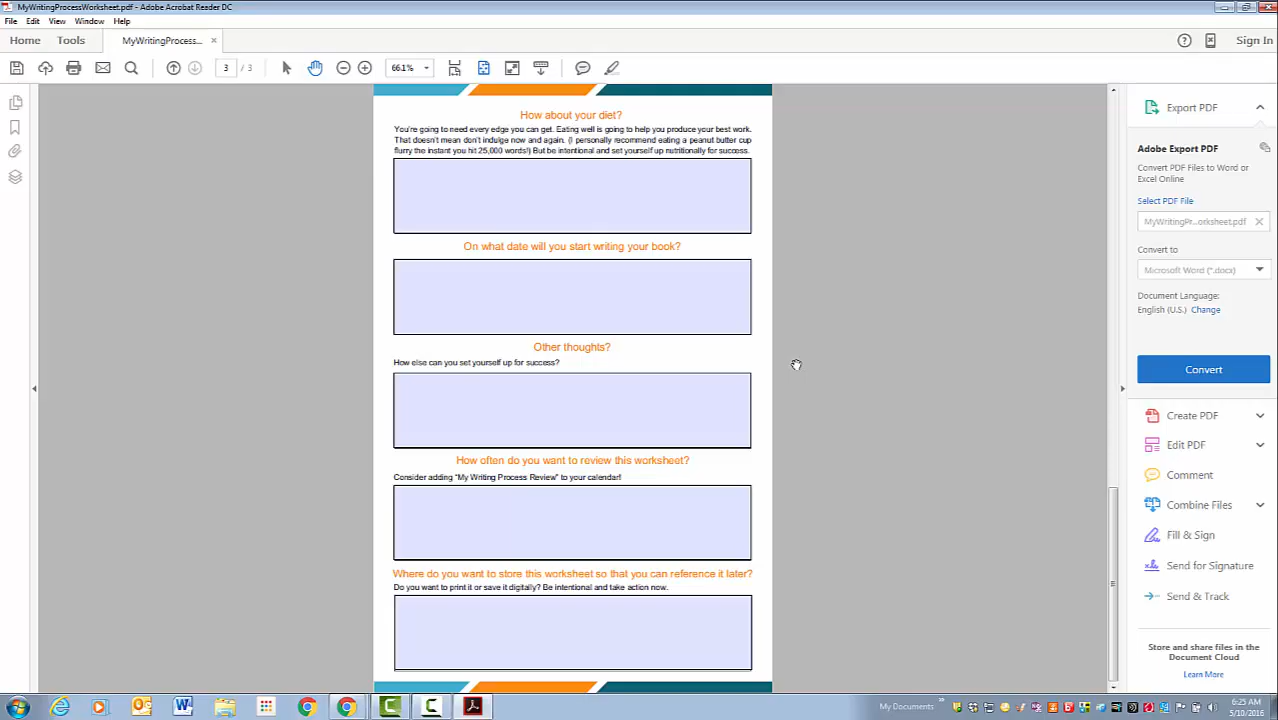 MyWritingProcessWorksheet.pdf - Adobe Acrobat Reader DC
File Edit View Window Help
Home Tools MyWritingProcess... × Sign In
3 / 3 66.1%
How about your diet?
You're going to need every edge you can get. Eating well is going to help you produce your best work.
That doesn't mean don't indulge now and again. (I personally recommend eating a peanut butter cup
flurry the instant you hit 25,000 words!) But be intentional and set yourself up nutritionally for success.
On what date will you start writing your book?
Other thoughts?
How else can you set yourself up for success?
How often do you want to review this worksheet?
Consider adding “My Writing Process Review” to your calendar!
Where do you want to store this worksheet so that you can reference it later?
Do you want to print it or save it digitally? Be intentional and take action now.
Export PDF
Adobe Export PDF
Convert PDF Files to Word or
Excel Online
Select PDF File
MyWritingPr...orksheet.pdf
Convert to
Microsoft Word (*.docx)
Document Language:
English (U.S.) Change
Convert
Create PDF
Edit PDF
Comment
Combine Files
Fill & Sign
Send for Signature
Send & Track
Store and share files in the
Document Cloud
Learn More
My Documents
6:25 AM
5/10/2016